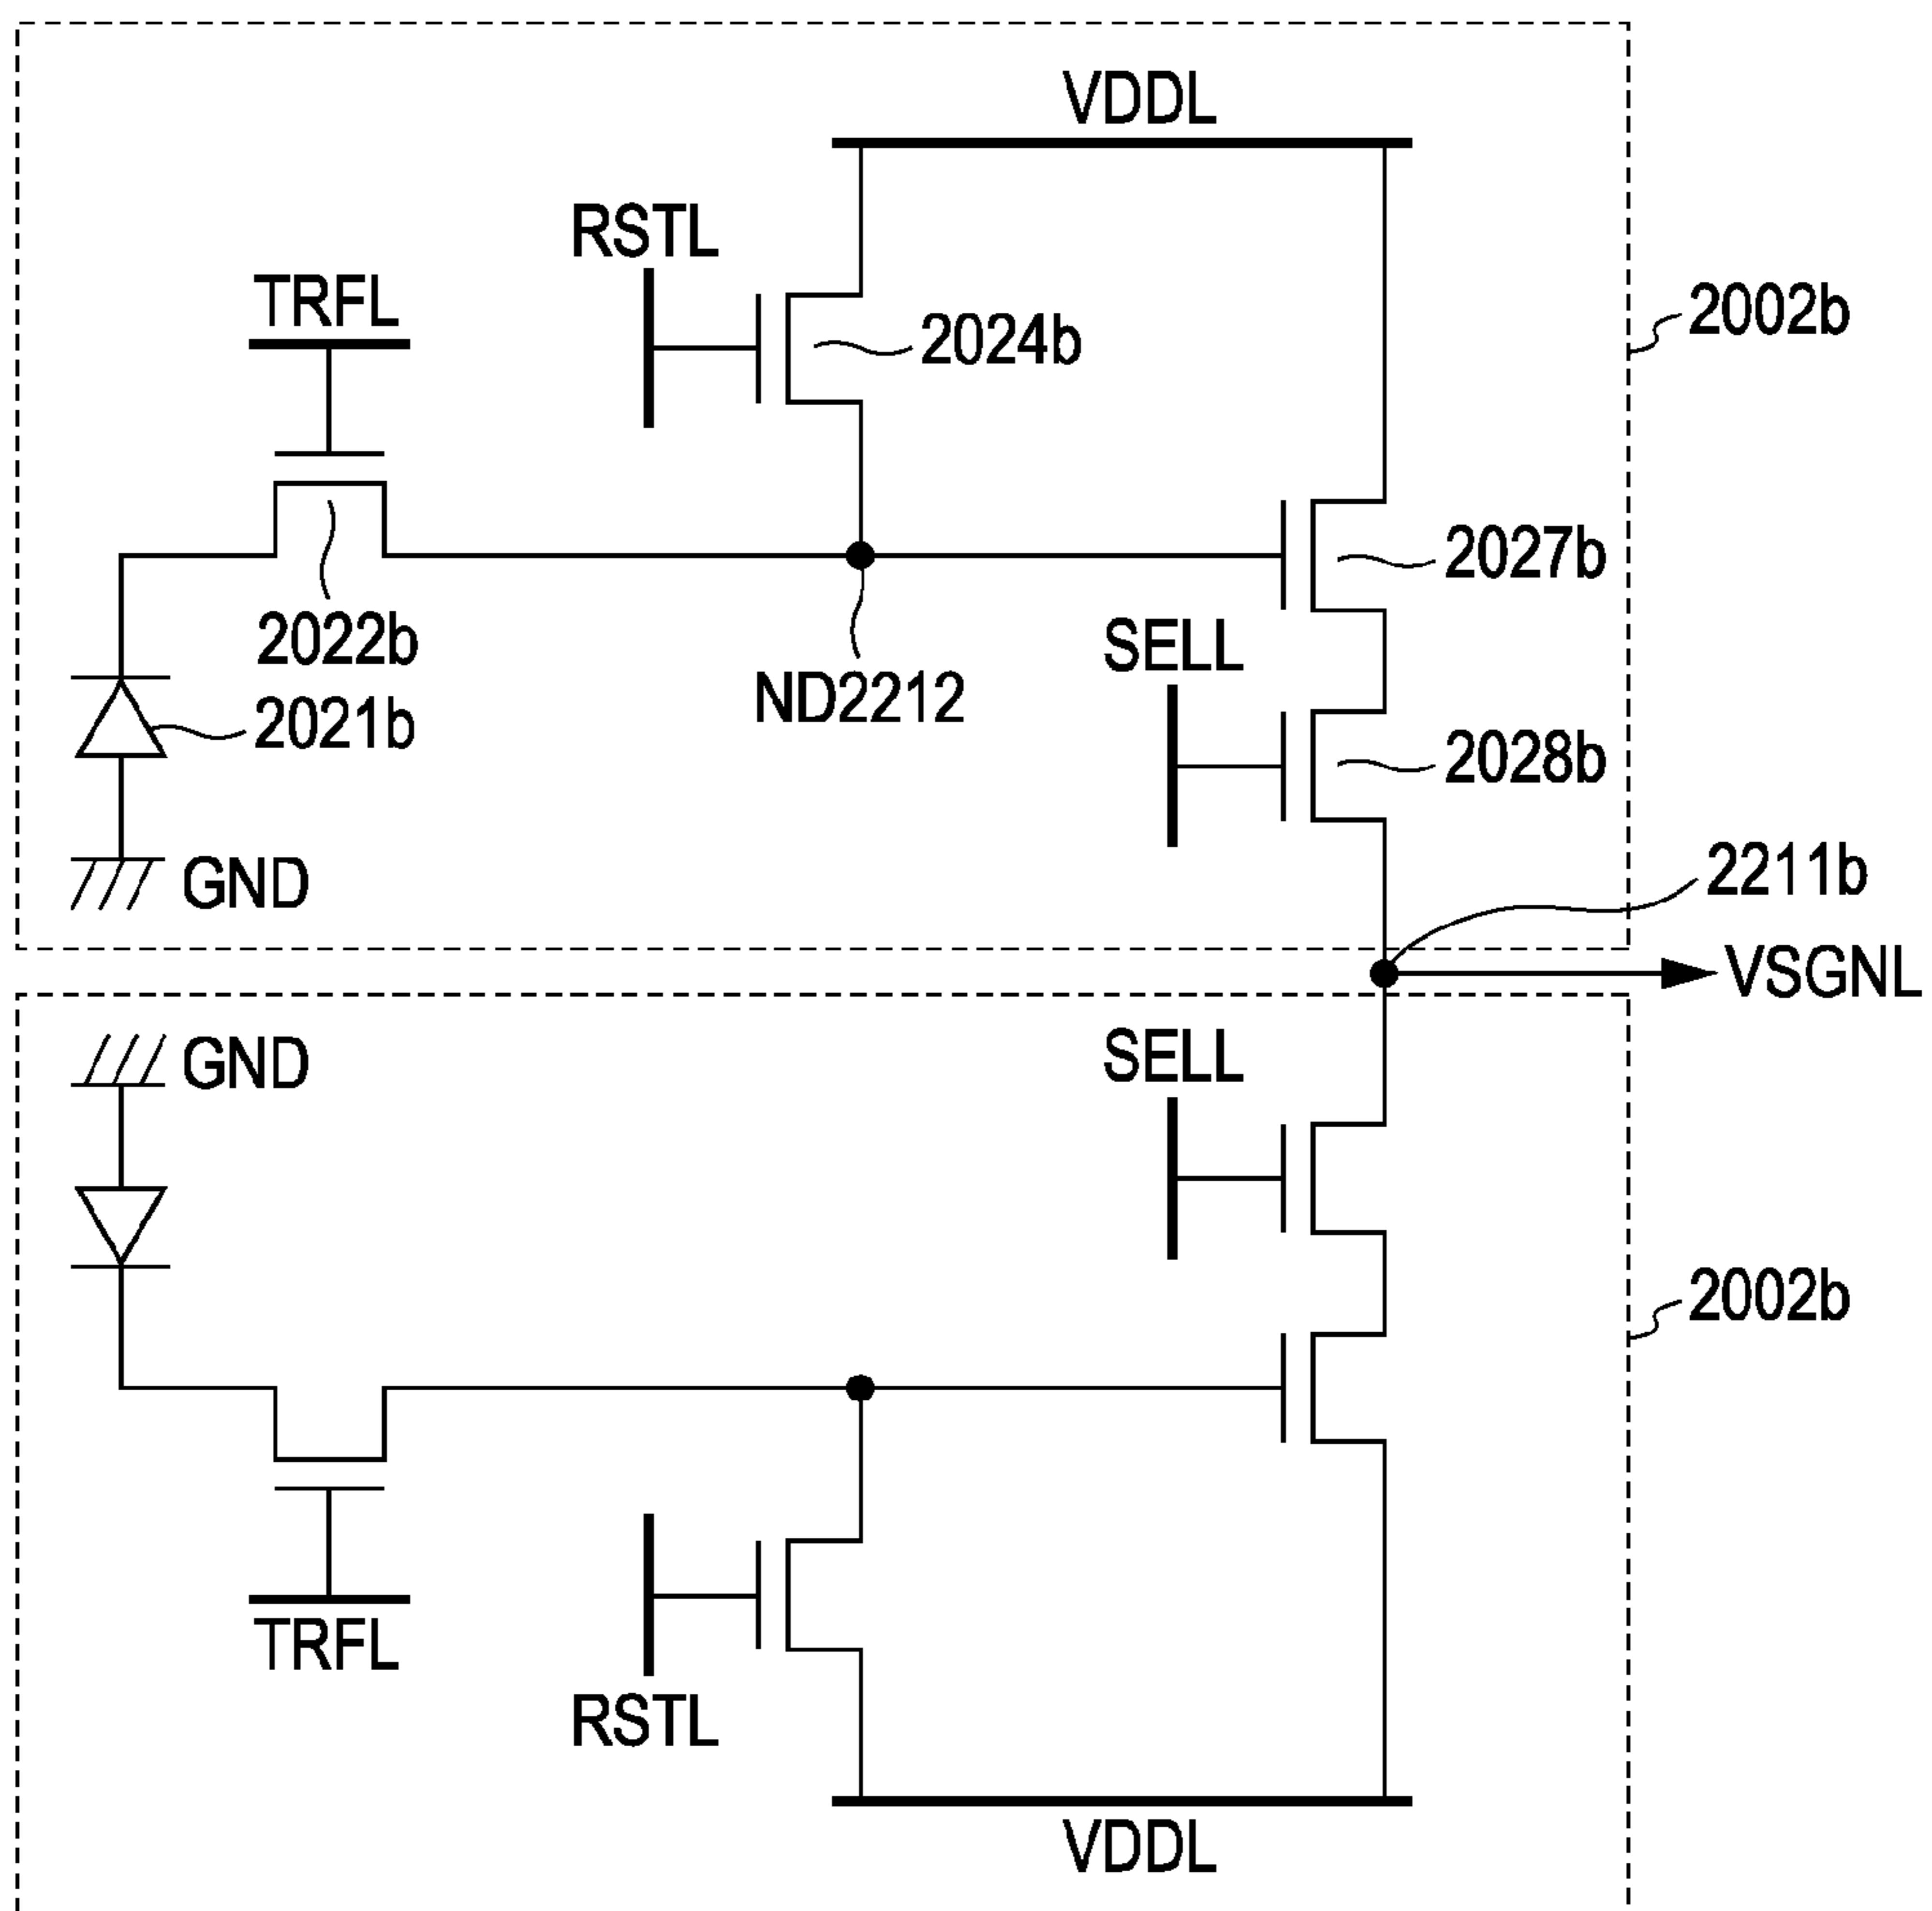 VDDL
RSTL
TRFL
2024b
2002b
2027b
2022b
SELL
ND2212
2021b
2028b
GND
2211b
VSGNL
GND
SELL
2002b
TRFL
RSTL
VDDL